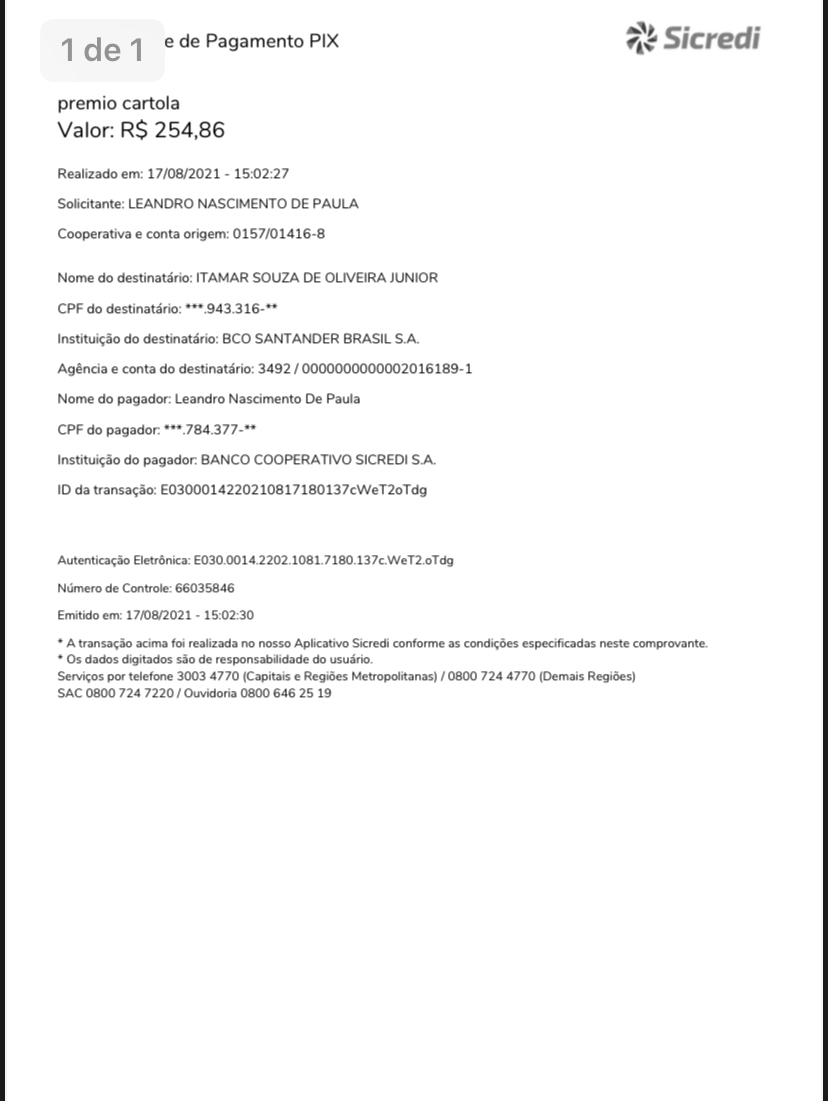 1 de 1 e de Pagamento PIX
Sicredi
premio cartola
Valor: R$ 254,86
Realizado em: 17/08/2021 - 15:02:27
Solicitante: LEANDRO NASCIMENTO DE PAULA
Cooperativa e conta origem: 0157/01416-8
Nome do destinatário: ITAMAR SOUZA DE OLIVEIRA JUNIOR
CPF do destinatário: ***.943.316-**
Instituição do destinatário: BCO SANTANDER BRASIL S.A.
Agência e conta do destinatário: 3492 / 0000000000002016189-1
Nome do pagador: Leandro Nascimento De Paula
CPF do pagador: ***.784.377-**
Instituição do pagador: BANCO COOPERATIVO SICREDI S.A.
ID da transação: E0300014220210817180137cWeT2oTdg
Autenticação Eletrônica: E030.0014.2202.1081.7180.137c.WeT2.oTdg
Número de Controle: 66035846
Emitido em: 17/08/2021 - 15:02:30
* A transação acima foi realizada no nosso Aplicativo Sicredi conforme as condições especificadas neste comprovante.
* Os dados digitados são de responsabilidade do usuário.
Serviços por telefone 3003 4770 (Capitais e Regiões Metropolitanas) / 0800 724 4770 (Demais Regiões)
SAC 0800 724 7220 / Ouvidoria 0800 646 25 19